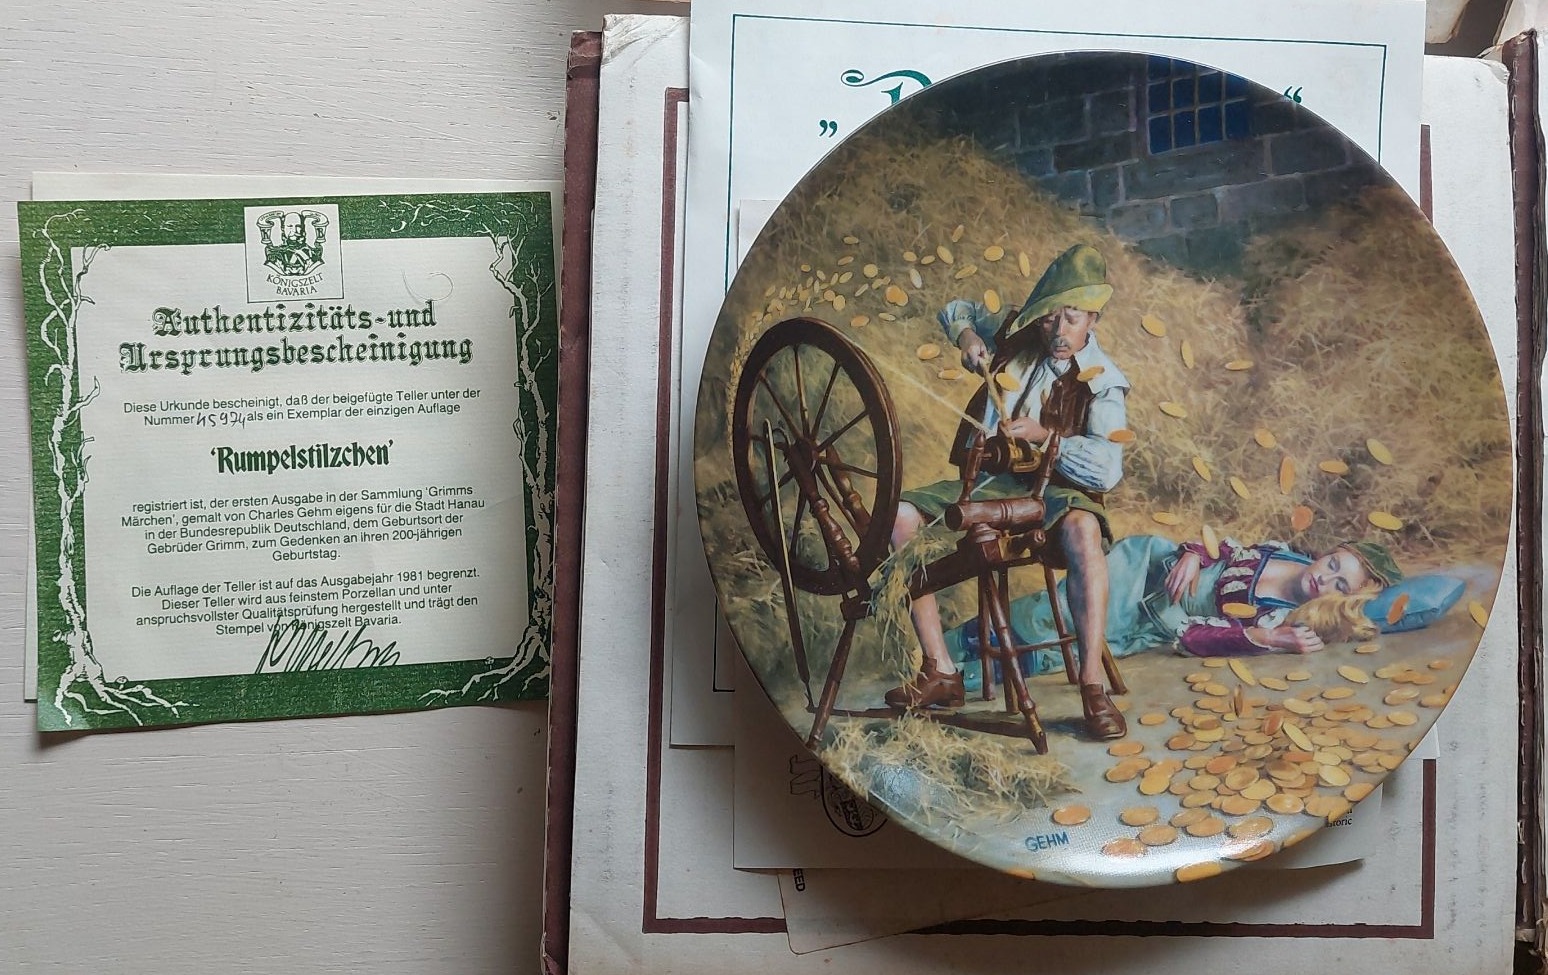 KÖNIGSZELT
BAVARIA
Authentizitäts-und
Ursprungsbescheinigung
Diese Urkunde bescheinigt, daß der beigefügte Teller unter der
Nummer 45974 als ein Exemplar der einzigen Auflage
‘Rumpelstilzchen’
registriert ist, der ersten Ausgabe in der Sammlung ‘Grimms
Märchen’, gemalt von Charles Gehm eigens für die Stadt Hanau
in der Bundesrepublik Deutschland, dem Geburtsort der
Gebrüder Grimm, zum Gedenken an ihren 200-jährigen
Geburtstag.
Die Auflage der Teller ist auf das Ausgabejahr 1981 begrenzt.
Dieser Teller wird aus feinstem Porzellan und unter
anspruchsvollster Qualitätsprüfung hergestellt und trägt den
Stempel von Königszelt Bavaria.
GEHM